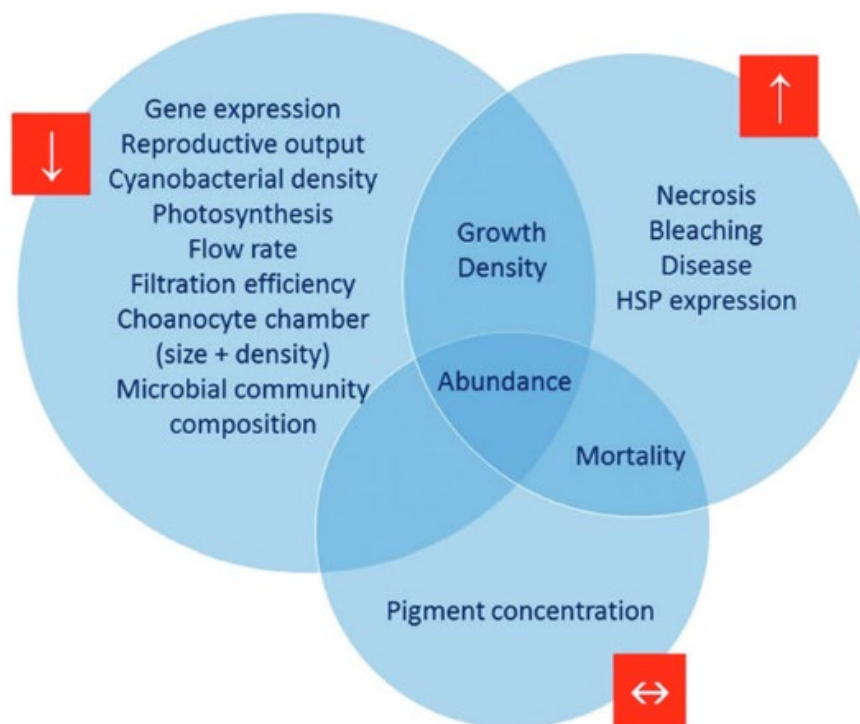 ↓
Gene expression
Reproductive output
Cyanobacterial density
Photosynthesis
Flow rate
Filtration efficiency
Choanocyte chamber
(size + density)
Microbial community
composition
Growth
Density
↑
Necrosis
Bleaching
Disease
HSP expression
Abundance
Mortality
Pigment concentration
↔